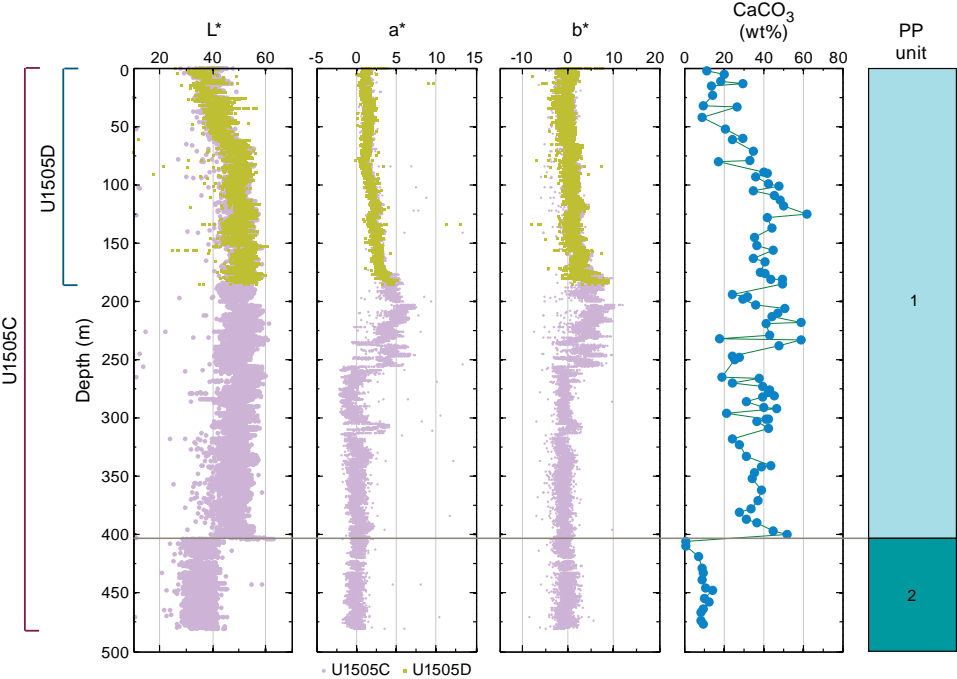 L*
a*
b*
CaCO3
(wt%)
PP
unit
20 40 60
-5 0 5 10 15
-10 0 10 20
0 20 40 60 80
0
50
100
150
200
250
300
350
400
450
500
Depth (m)
U1505C
U1505D
1
2
U1505C U1505D